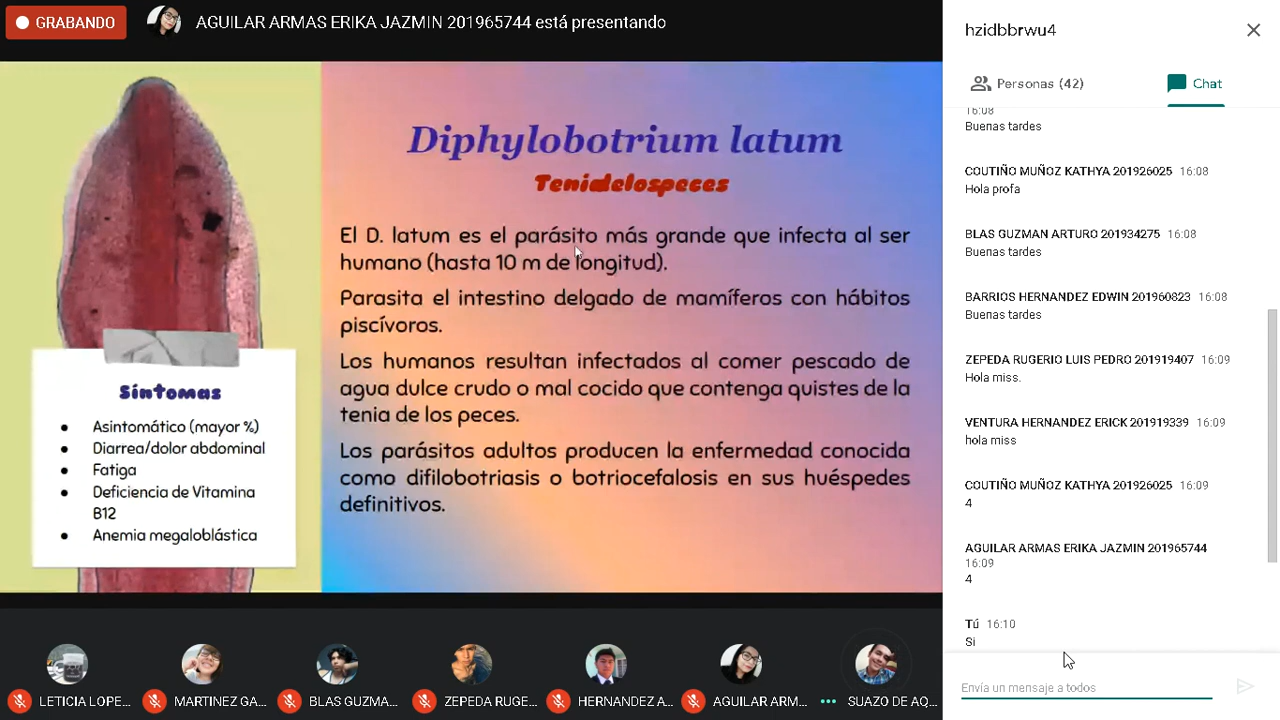 GRABANDO
AGUILAR ARMAS ERIKA JAZMIN 201965744 está presentando
Diphylobotrium latum
Teniadelospeces
El D. latum es el parásito más grande que infecta al ser
humano (hasta 10 m de longitud).
Parasita el intestino delgado de mamíferos con hábitos
piscívoros.
Los humanos resultan infectados al comer pescado de
agua dulce crudo o mal cocido que contenga quistes de la
tenia de los peces.
Los parásitos adultos producen la enfermedad conocida
como difilobotriasis o botriocefalosis en sus huéspedes
definitivos.
Síntomas
● Asintomático (mayor %)
● Diarrea/dolor abdominal
● Fatiga
● Deficiencia de Vitamina
B12
● Anemia megaloblástica
LETICIA LOPE...
MARTINEZ GA...
BLAS GUZMA...
ZEPEDA RUGE...
HERNANDEZ A...
AGUILAR ARM...
SUAZO DE AQ...
hzidbbrwu4
Personas (42)
Chat
16:08
Buenas tardes
COUTIÑO MUÑOZ KATHYA 201926025 16:08
Hola profa
BLAS GUZMAN ARTURO 201934275 16:08
Buenas tardes
BARRIOS HERNANDEZ EDWIN 201960823 16:08
Buenas tardes
ZEPEDA RUGERIO LUIS PEDRO 201919407 16:09
Hola miss.
VENTURA HERNANDEZ ERICK 201919339 16:09
hola miss
COUTIÑO MUÑOZ KATHYA 201926025 16:09
4
AGUILAR ARMAS ERIKA JAZMIN 201965744
16:09
4
Tú 16:10
Si
Envía un mensaje a todos